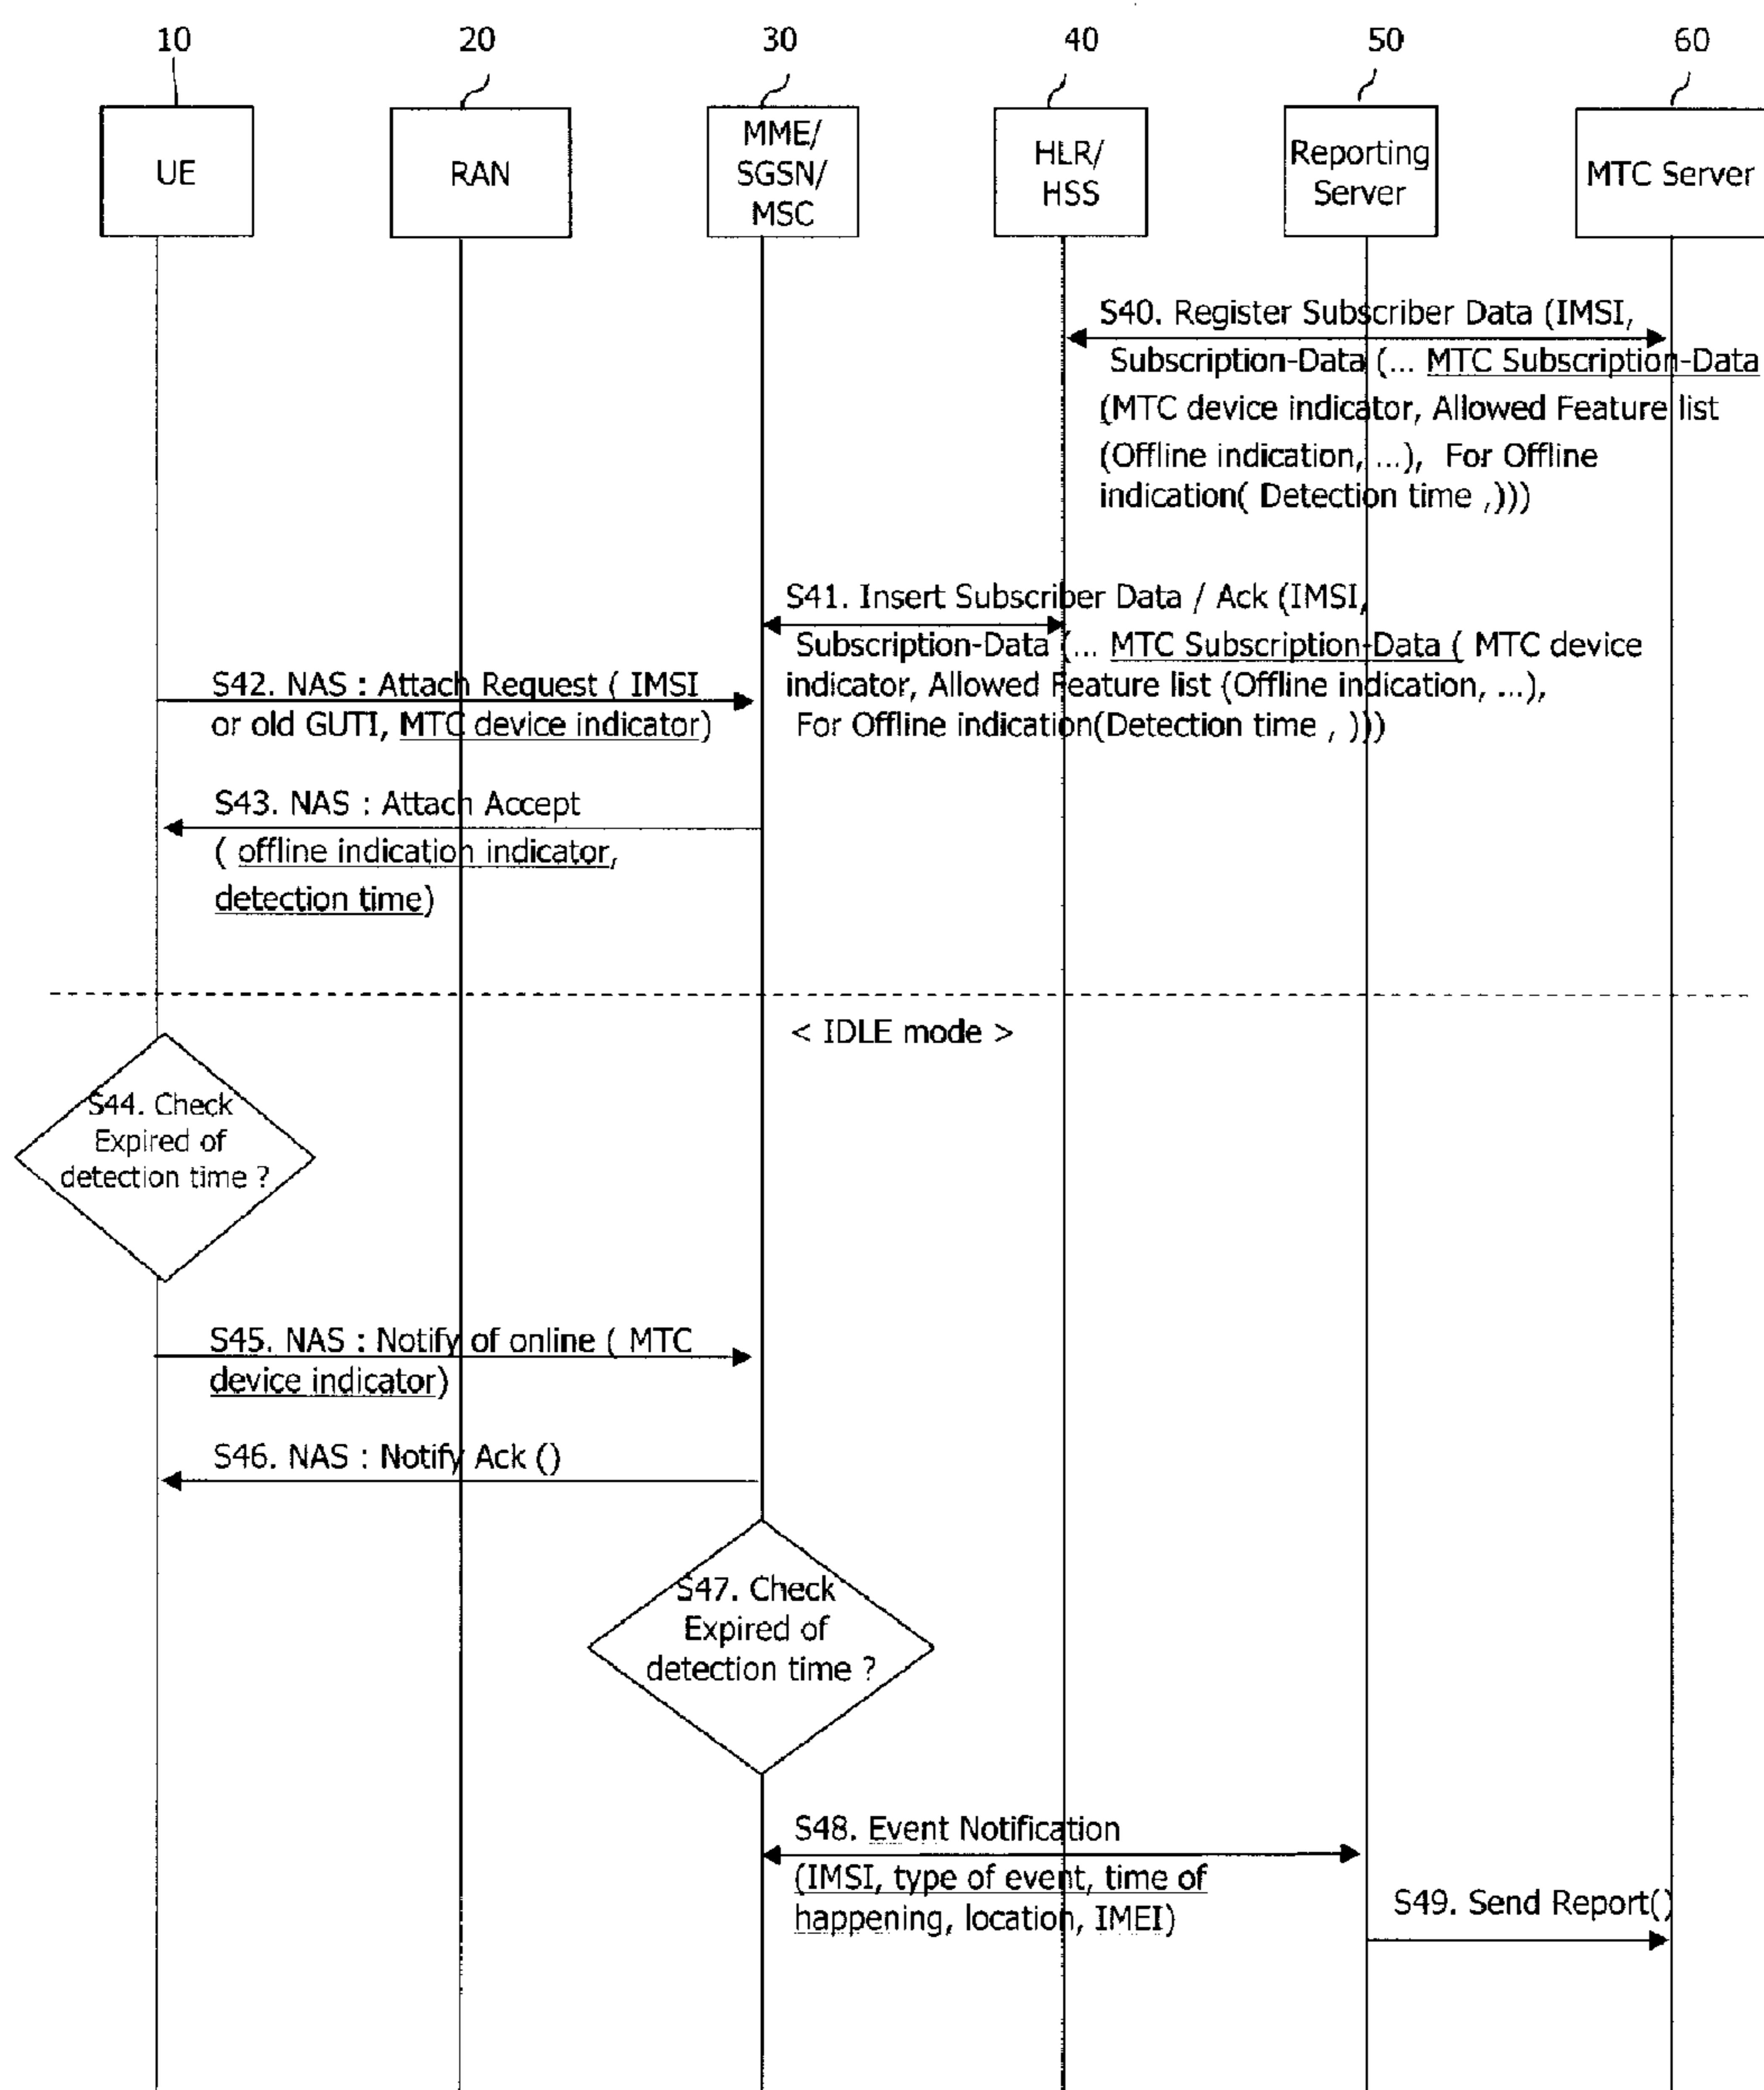 10
20
30
40
50
60
UE
RAN
MME/
SGSN/
MSC
HLR/
HSS
Reporting
Server
MTC Server
S40. Register Subscriber Data (IMSI,
Subscription-Data (... MTC Subscription-Data
(MTC device indicator, Allowed Feature list
(Offline indication, ...), For Offline
indication( Detection time ,)))
S41. Insert Subscriber Data / Ack (IMSI,
Subscription-Data (... MTC Subscription-Data ( MTC device
indicator, Allowed Feature list (Offline indication, ...),
For Offline indication(Detection time , )))
S42. NAS : Attach Request ( IMSI
or old GUTI, MTC device indicator)
S43. NAS : Attach Accept
( offline indication indicator,
detection time)
< IDLE mode >
S44. Check
Expired of
detection time ?
S45. NAS : Notify of online ( MTC
device indicator)
S46. NAS : Notify Ack ()
S47. Check
Expired of
detection time ?
S48. Event Notification
(IMSI, type of event, time of
happening, location, IMEI)
S49. Send Report()